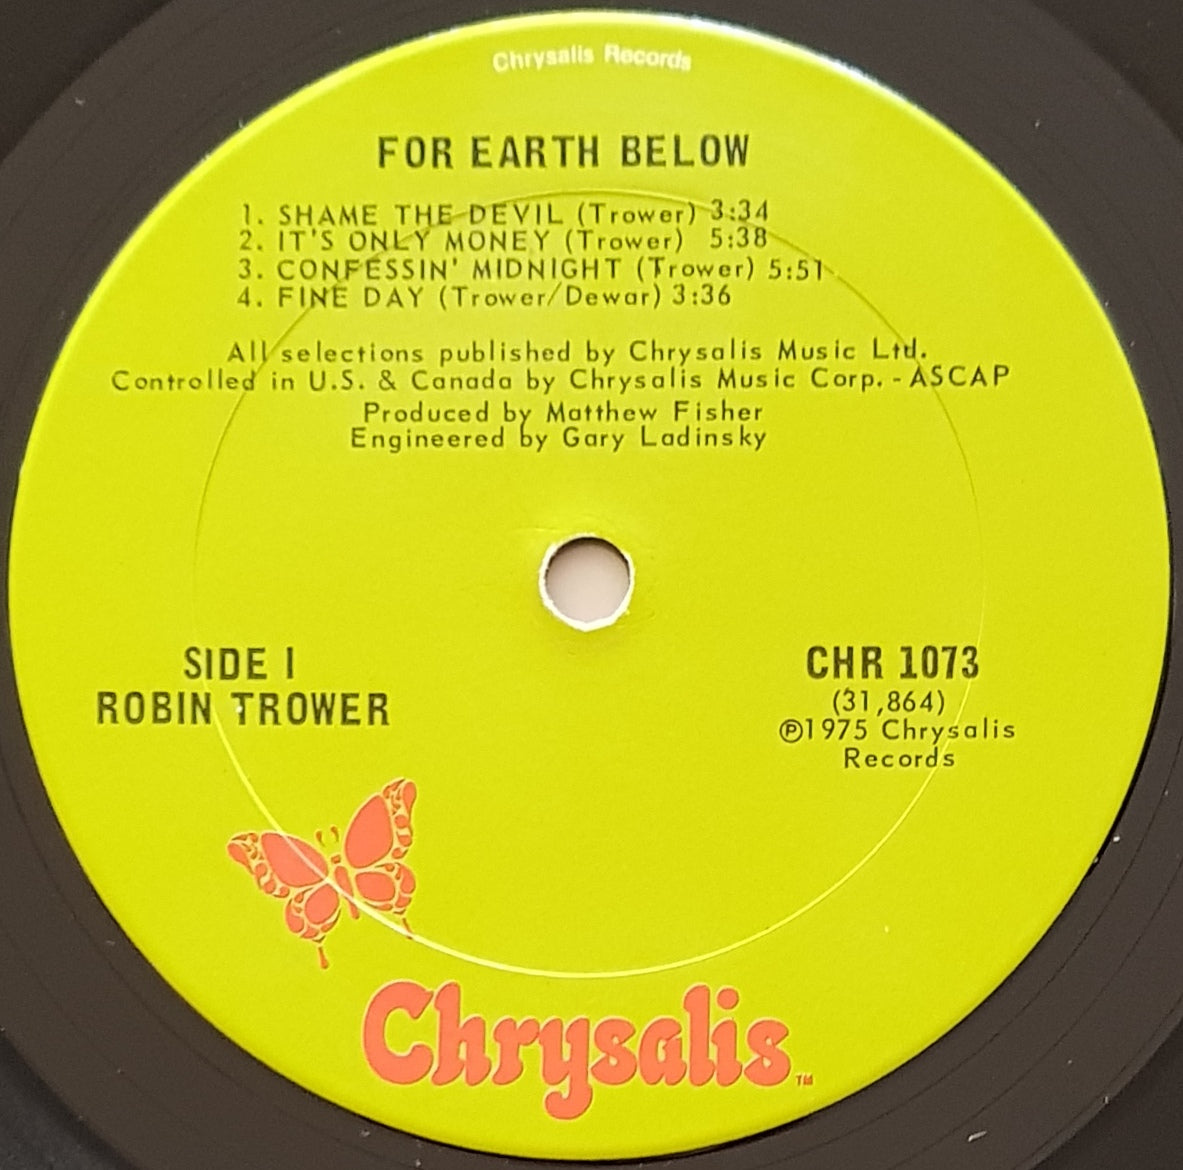 Chrysalis Records
FOR EARTH BELOW
1. SHAME THE DEVIL (Trower) 3:34
2. IT'S ONLY MONEY (Trower) 5:38
3. CONFESSIN' MIDNIGHT (Trower) 5:51
4. FINE DAY (Trower/Dewar) 3:36
All selections published by Chrysalis Music Ltd.
Controlled in U.S. & Canada by Chrysalis Music Corp. - ASCAP
Produced by Matthew Fisher
Engineered by Gary Ladinsky
SIDE I
ROBIN TROWER
CHR 1073
(31,864)
℗1975 Chrysalis
Records
Chrysalis™